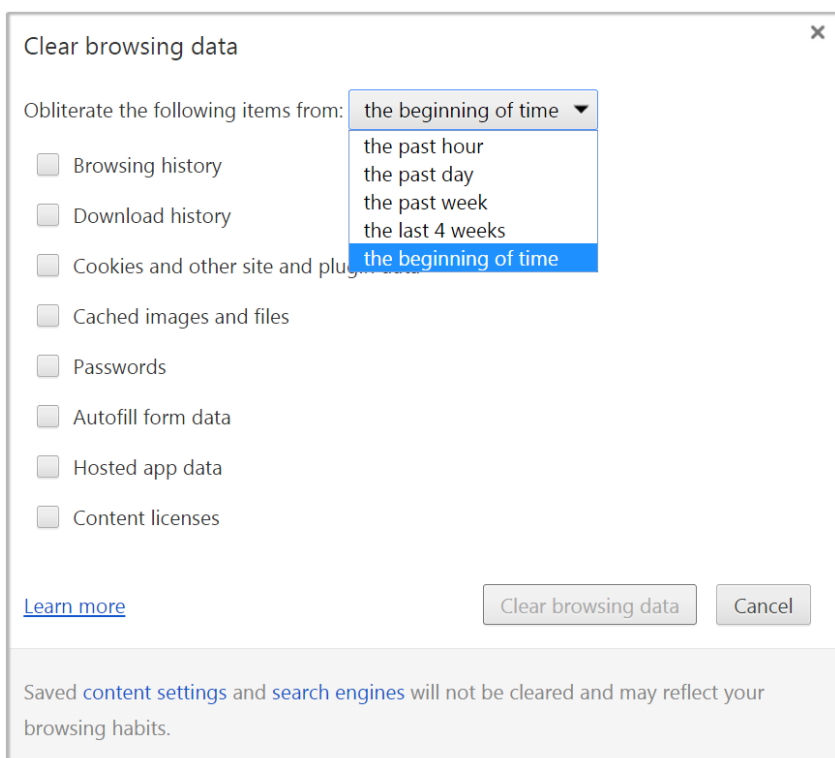 Clear browsing data
Obliterate the following items from: the beginning of time
the past hour
the past day
the past week
the last 4 weeks
the beginning of time
Browsing history
Download history
Cookies and other site and plugin data
Cached images and files
Passwords
Autofill form data
Hosted app data
Content licenses
Learn more Clear browsing data Cancel
Saved content settings and search engines will not be cleared and may reflect your
browsing habits.